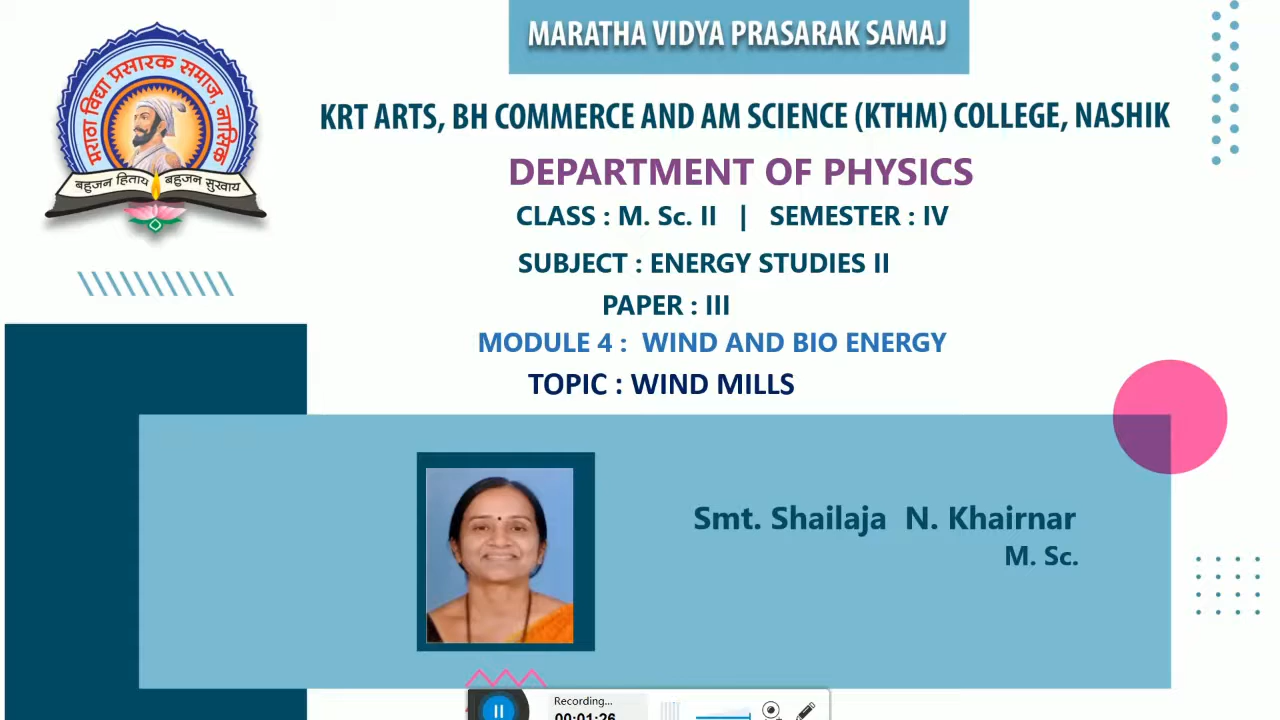 MARATHA VIDYA PRASARAK SAMAJ
मराठा विद्या प्रसारक समाज, नाशिक
बहुजन हिताय बहुजन सुखाय
KRT ARTS, BH COMMERCE AND AM SCIENCE (KTHM) COLLEGE, NASHIK
DEPARTMENT OF PHYSICS
CLASS : M. Sc. II | SEMESTER : IV
SUBJECT : ENERGY STUDIES II
PAPER : III
MODULE 4 : WIND AND BIO ENERGY
TOPIC : WIND MILLS
Smt. Shailaja N. Khairnar
M. Sc.
Recording...
00:01:26